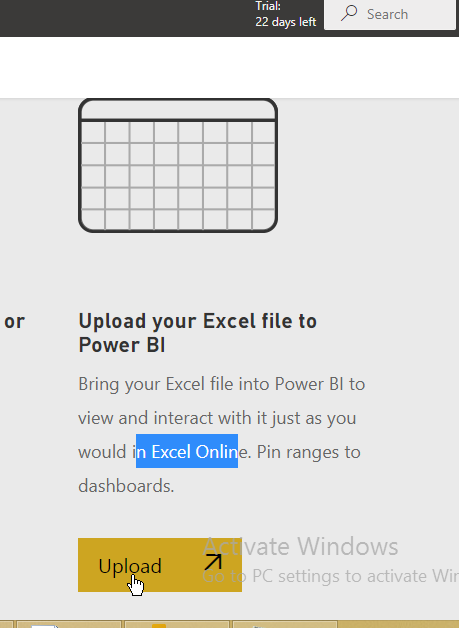 Trial:
22 days left
Search
or
Upload your Excel file to
Power BI
Bring your Excel file into Power BI to
view and interact with it just as you
would in Excel Online. Pin ranges to
dashboards.
Upload
Activate Windows
Go to PC settings to activate Win